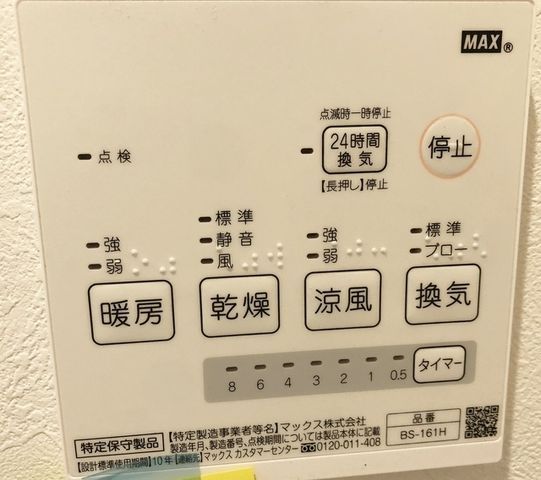 MAX®
点滅時一時停止
点検
24時間
換気
停止
【長押し】停止
強
弱
標準
静音
風
強
弱
標準
ブロー
暖房
乾燥
涼風
換気
8 6 4 3 2 1 0.5
タイマー
特定保守製品
【特定製造事業者等名】マックス株式会社
製造年月、製造番号、点検期間については製品本体に記載
【設計標準使用期間】10年【連絡先】マックス カスタマーセンター 0120-011-408
品番
BS-161H